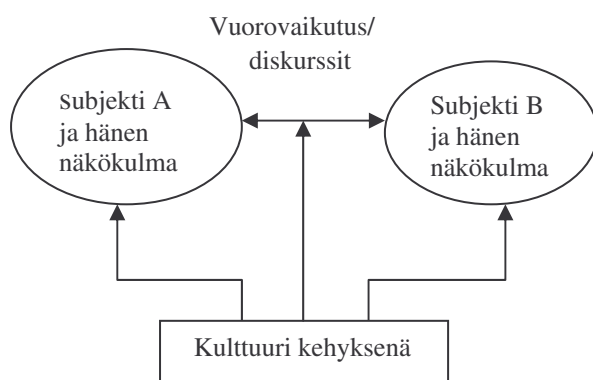 Vuorovaikutus/
diskurssit
Subjekti A
ja hänen
näkökulma
Subjekti B
ja hänen
näkökulma
Kulttuuri kehyksenä